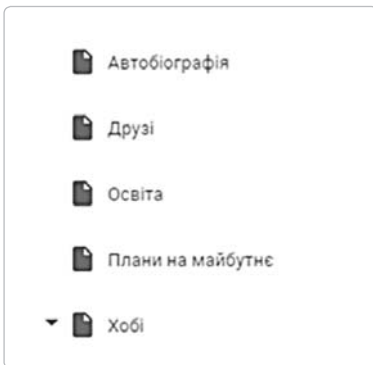 Автобіографія
Друзі
Освіта
Плани на майбутнє
Хобі